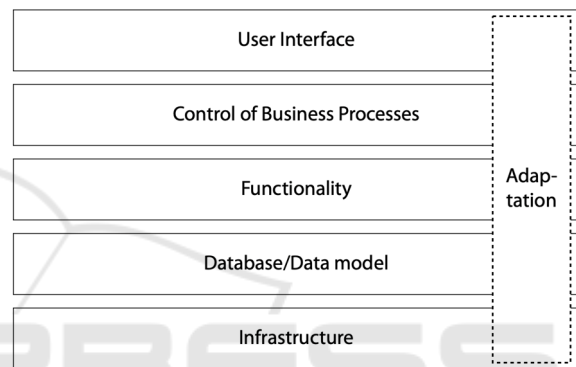 User Interface
Control of Business Processes
Functionality
Adap-
tation
Database/Data model
Infrastructure